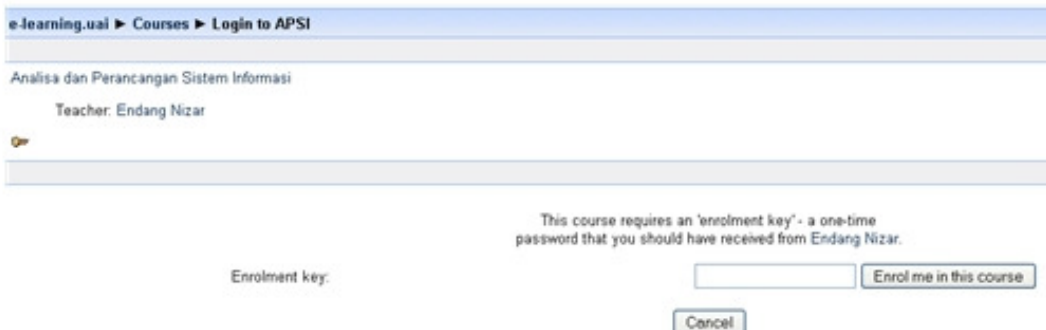 e-learning.uai ► Courses ► Login to APSI
Analisa dan Perancangan Sistem Informasi
Teacher: Endang Nizar
This course requires an 'enrolment key' - a one-time
password that you should have received from Endang Nizar.
Enrolment key: Enrol me in this course
Cancel